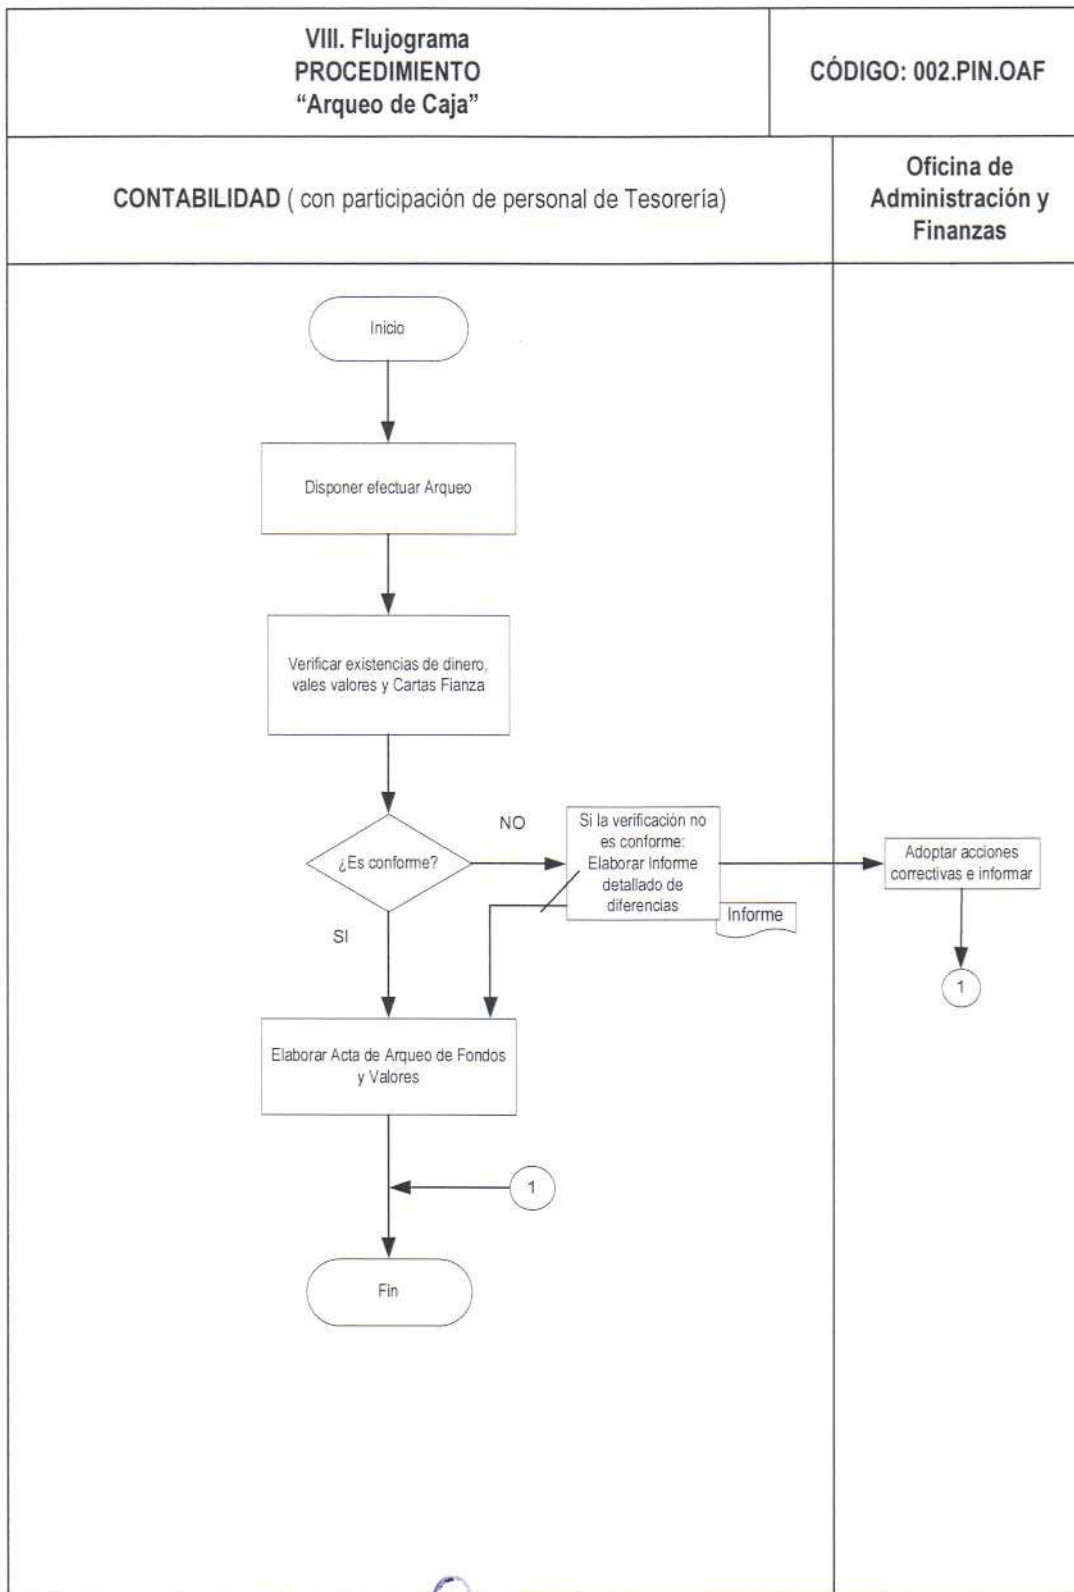 VIII. Flujograma
PROCEDIMIENTO
“Arqueo de Caja”
CÓDIGO: 002.PIN.OAF
CONTABILIDAD ( con participación de personal de Tesorería)
Oficina de
Administración y
Finanzas
Inicio
Disponer efectuar Arqueo
Verificar existencias de dinero,
vales valores y Cartas Fianza
¿Es conforme?
NO
SI
Si la verificación no
es conforme:
Elaborar Informe
detallado de
diferencias
Informe
Adoptar acciones
correctivas e informar
1
Elaborar Acta de Arqueo de Fondos
y Valores
1
Fin